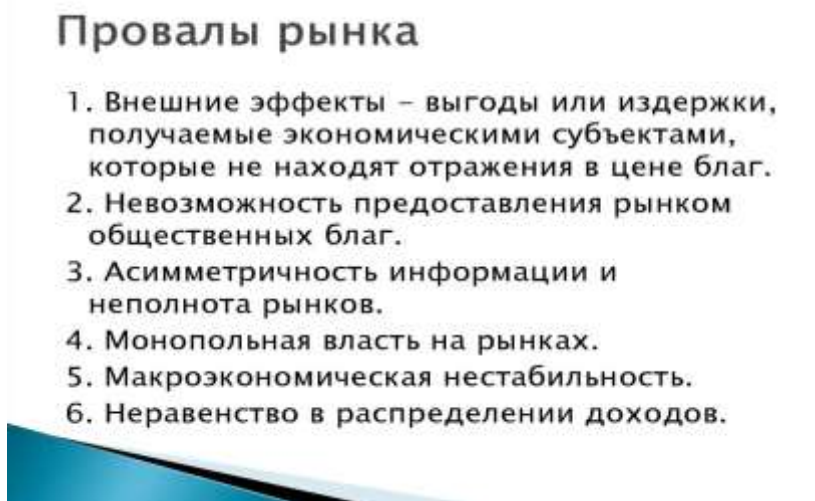 Провалы рынка
1. Внешние эффекты – выгоды или издержки,
получаемые экономическими субъектами,
которые не находят отражения в цене благ.
2. Невозможность предоставления рынком
общественных благ.
3. Асимметричность информации и
неполнота рынков.
4. Монопольная власть на рынках.
5. Макроэкономическая нестабильность.
6. Неравенство в распределении доходов.